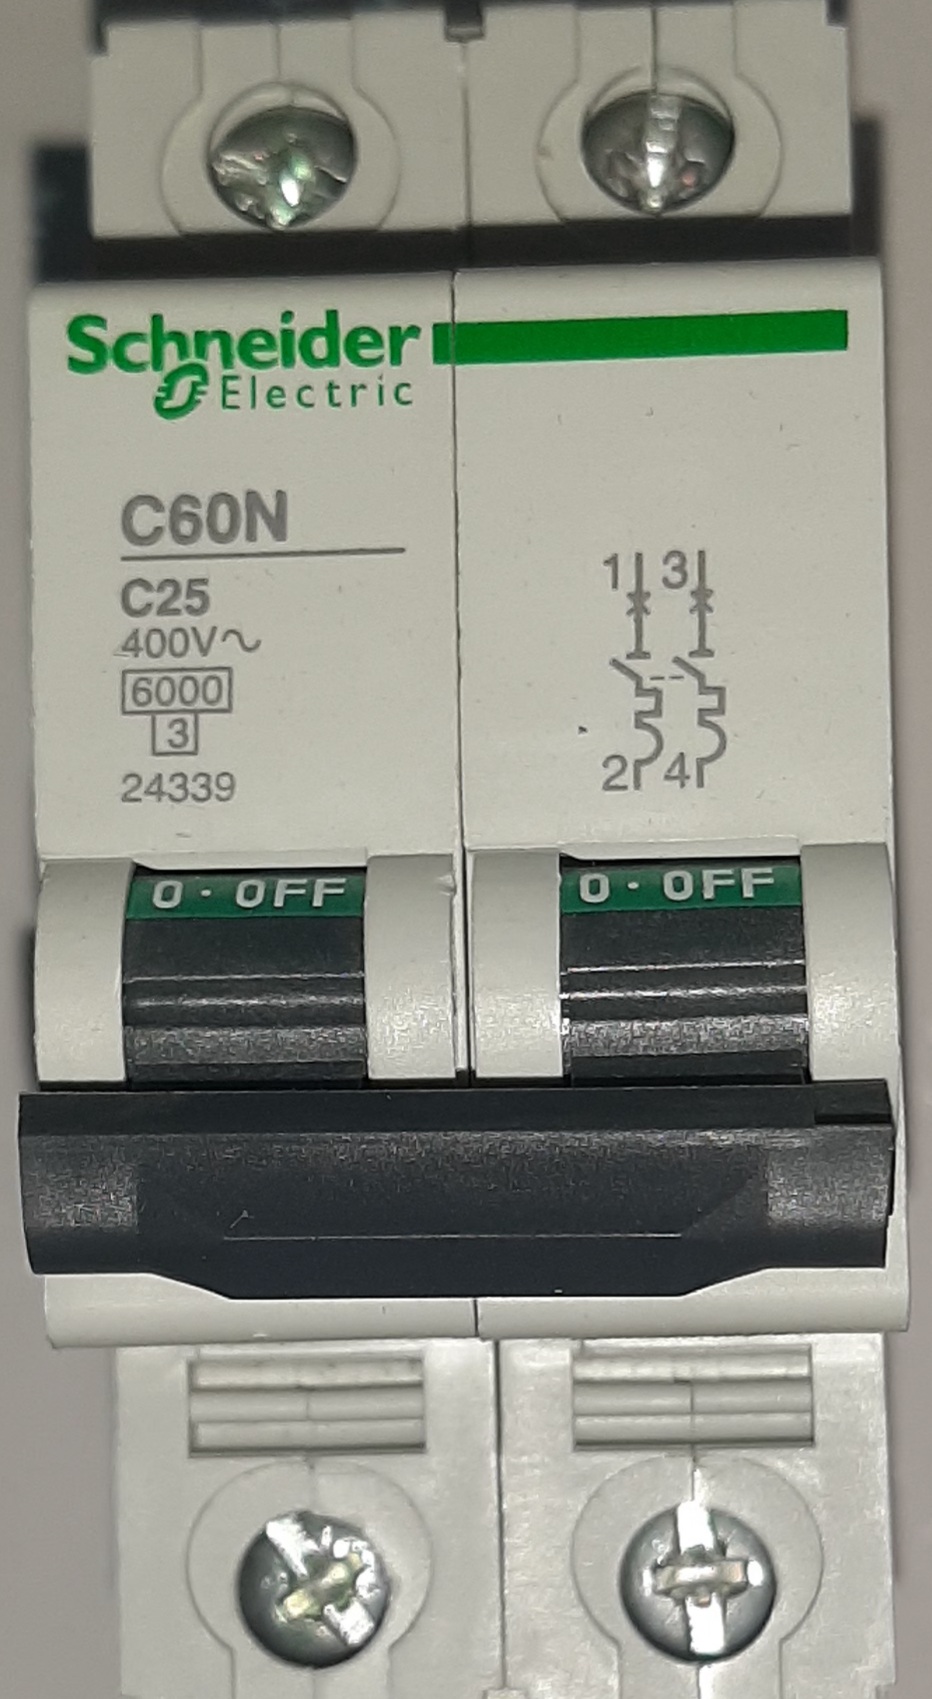 Schneider
Electric
C60N
C25
400V~
6000
3
24339
1 3
2 4
O · OFF
O · OFF